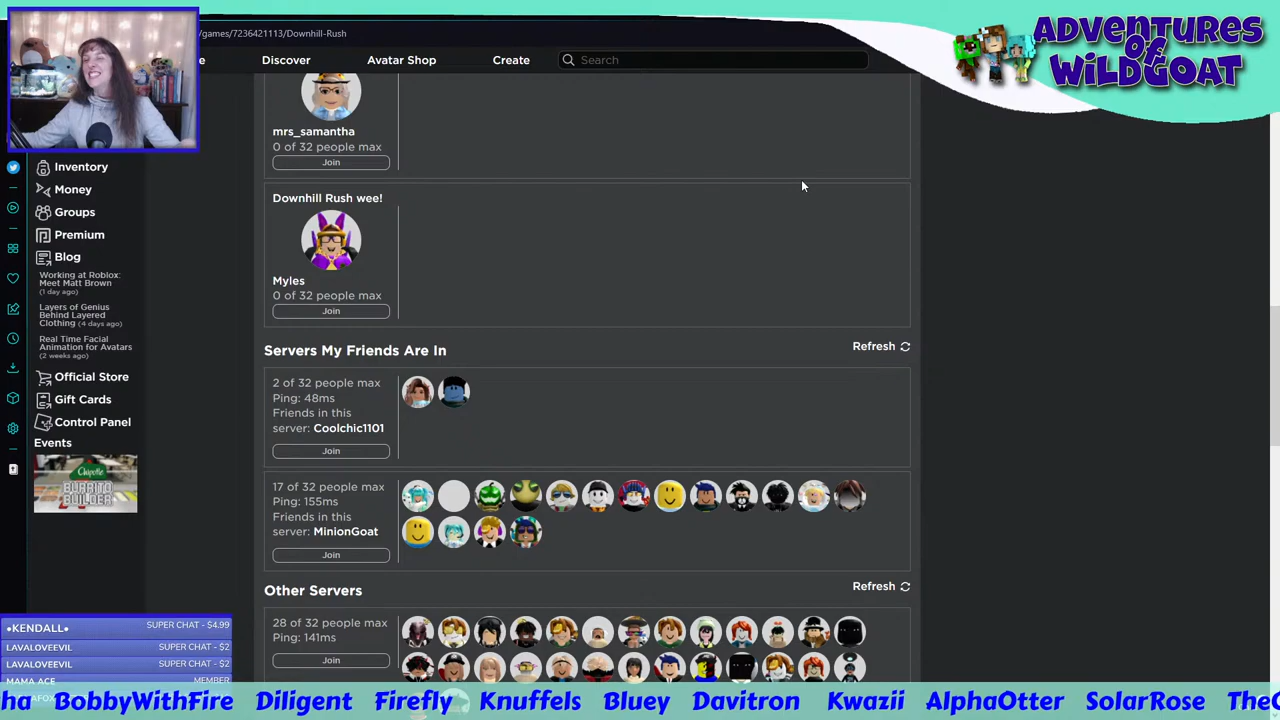 /games/7236421113/Downhill-Rush
Adventures
of
WildGoat
Discover
Avatar Shop
Create
Search
mrs_samantha
0 of 32 people max
Join
Inventory
Money
Groups
Premium
Blog
Working at Roblox:
Meet Matt Brown
(1 day ago)
Layers of Genius
Behind Layered
Clothing (4 days ago)
Real Time Facial
Animation for Avatars
(2 weeks ago)
Official Store
Gift Cards
Control Panel
Events
Chipotle
BURRITO
BUILDER
Downhill Rush wee!
Myles
0 of 32 people max
Join
Servers My Friends Are In
Refresh
2 of 32 people max
Ping: 48ms
Friends in this
server: Coolchic1101
Join
17 of 32 people max
Ping: 155ms
Friends in this
server: MinionGoat
Join
Other Servers
Refresh
28 of 32 people max
Ping: 141ms
Join
•KENDALL• SUPER CHAT - $4.99
LAVALOVEEVIL SUPER CHAT - $2
LAVALOVEEVIL SUPER CHAT - $2
MAMA ACE MEMBER
ha BobbyWithFire Diligent Firefly Knuffels Bluey Davitron Kwazii AlphaOtter SolarRose